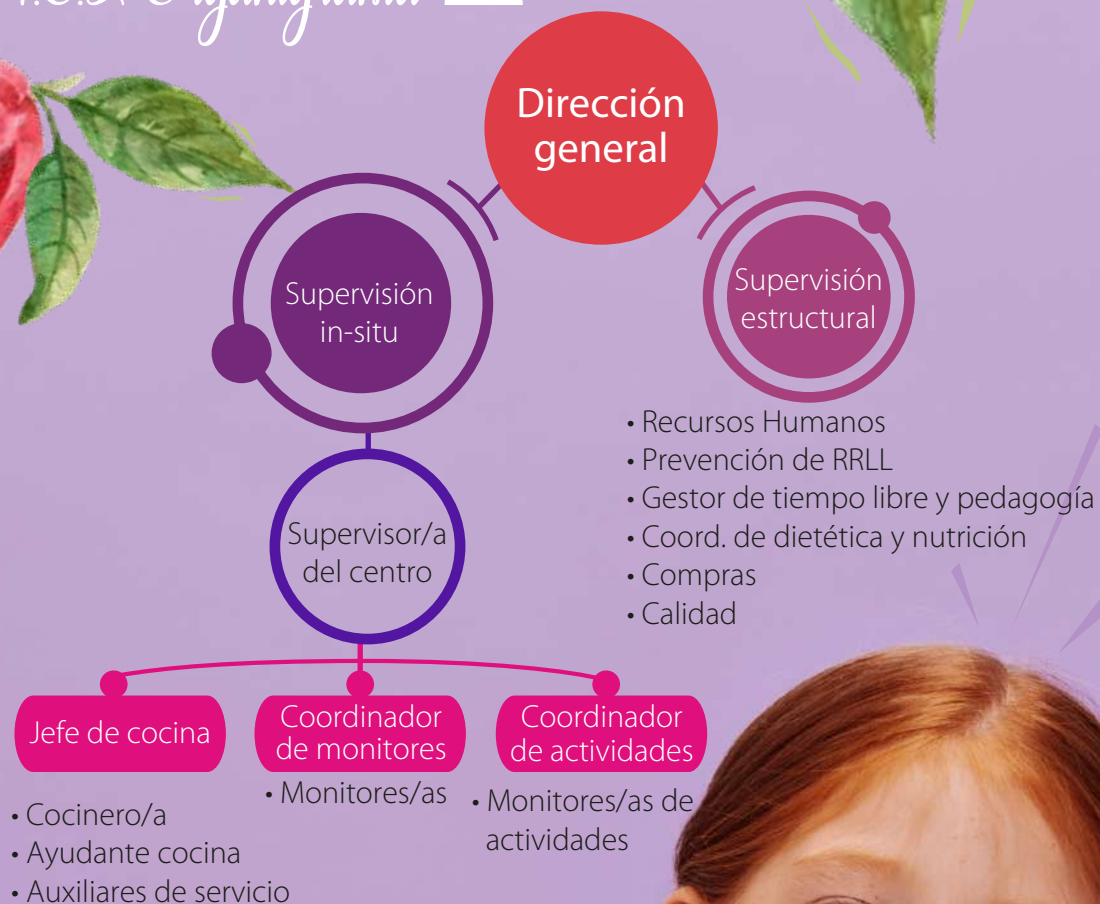 Organigrama
Dirección
general
Supervisión
in-situ
Supervisión
estructural
• Recursos Humanos
• Prevención de RRLL
• Gestor de tiempo libre y pedagogía
• Coord. de dietética y nutrición
• Compras
• Calidad
Supervisor/a
del centro
Jefe de cocina
• Cocinero/a
• Ayudante cocina
• Auxiliares de servicio
Coordinador
de monitores
• Monitores/as
Coordinador
de actividades
• Monitores/as de
actividades